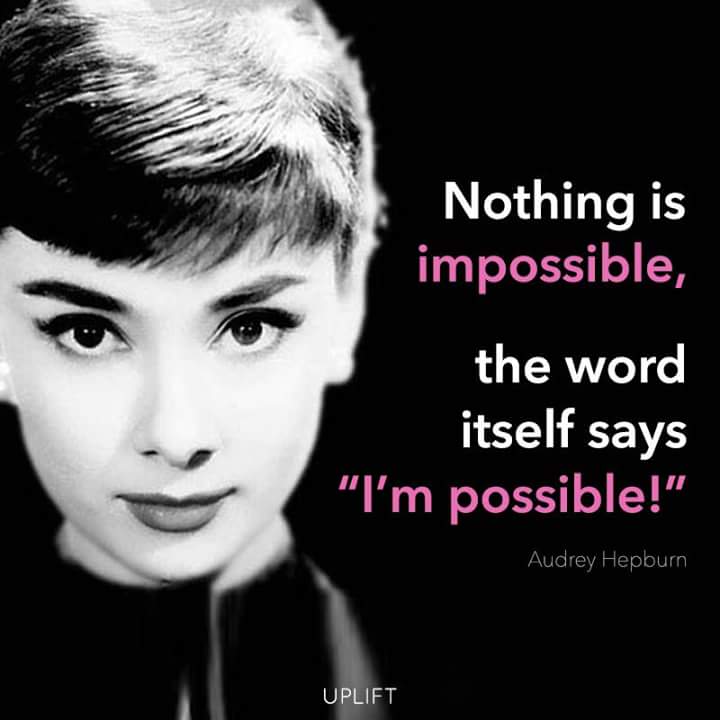 Nothing is
impossible,
the word
itself says
“I’m possible!”
Audrey Hepburn
UPLIFT